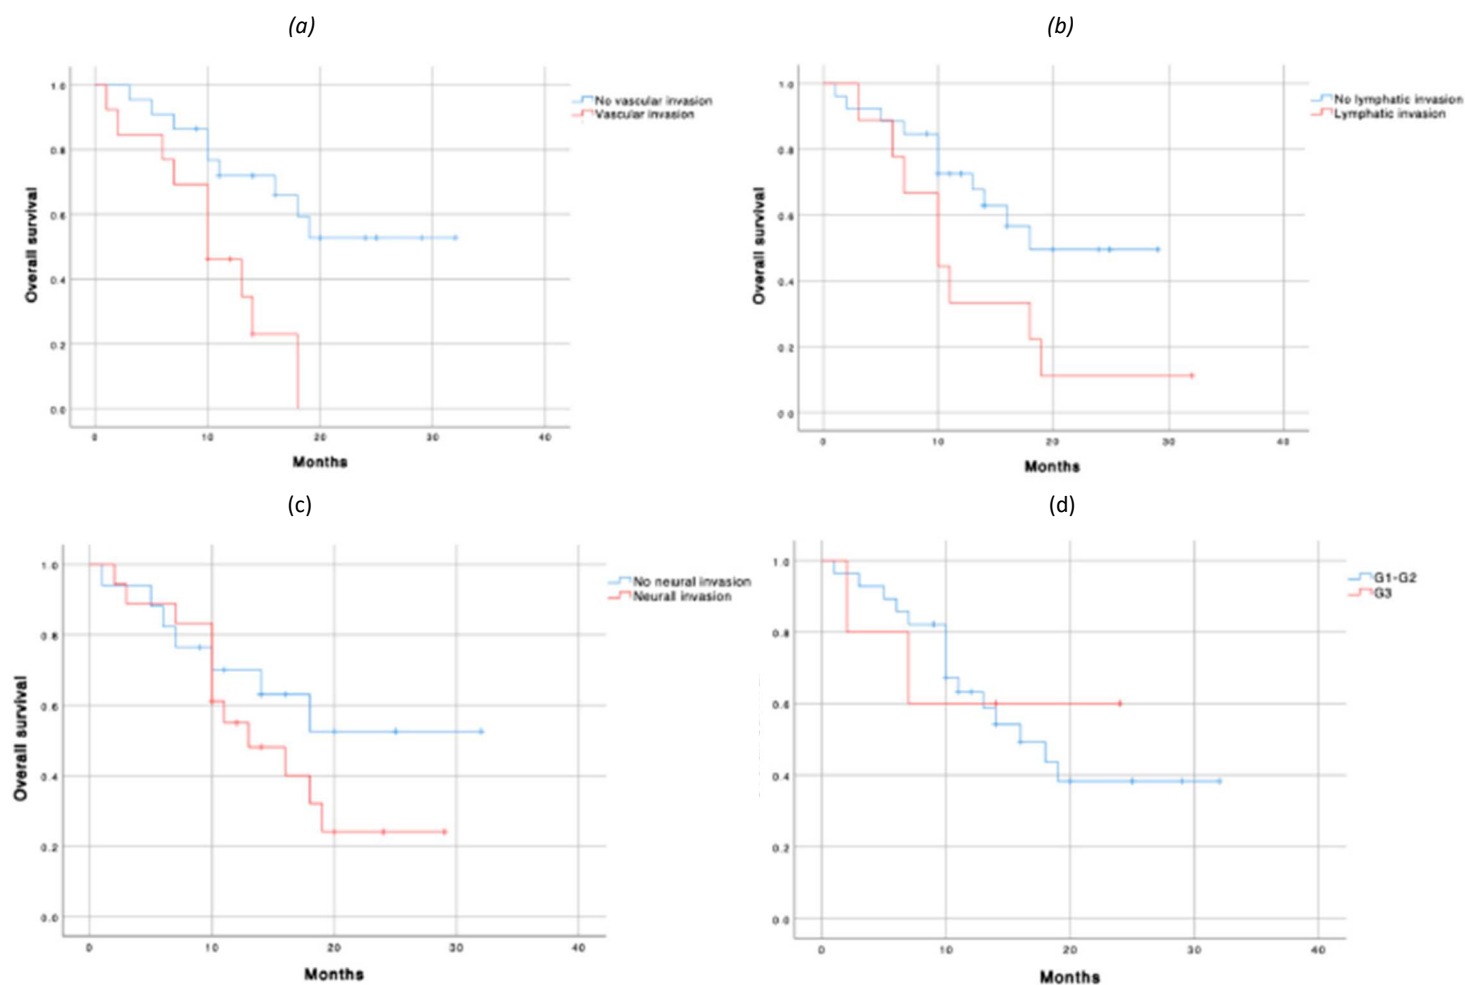 (a)
(b)
1.0
0.8
0.6
0.4
0.2
0.0
0
10
20
30
40
Overall survival
Months
No vascular invasion
Vascular invasion
1.0
0.8
0.6
0.4
0.2
0.0
0
10
20
30
40
Overall survival
Months
No lymphatic invasion
Lymphatic invasion
(c)
(d)
1.0
0.8
0.6
0.4
0.2
0.0
0
10
20
30
40
Overall survival
Months
No neural invasion
Neurall invasion
1.0
0.8
0.6
0.4
0.2
0.0
0
10
20
30
40
Months
G1-G2
G3